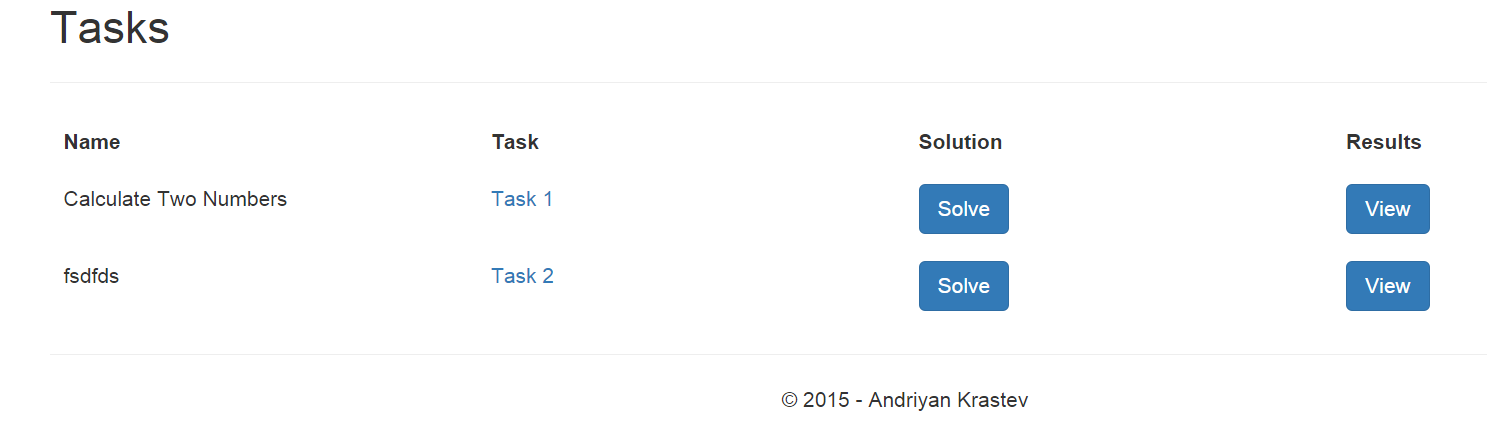 Tasks
Name Task Solution Results
Calculate Two Numbers Task 1 Solve View
fsdfds Task 2 Solve View
© 2015 - Andriyan Krastev